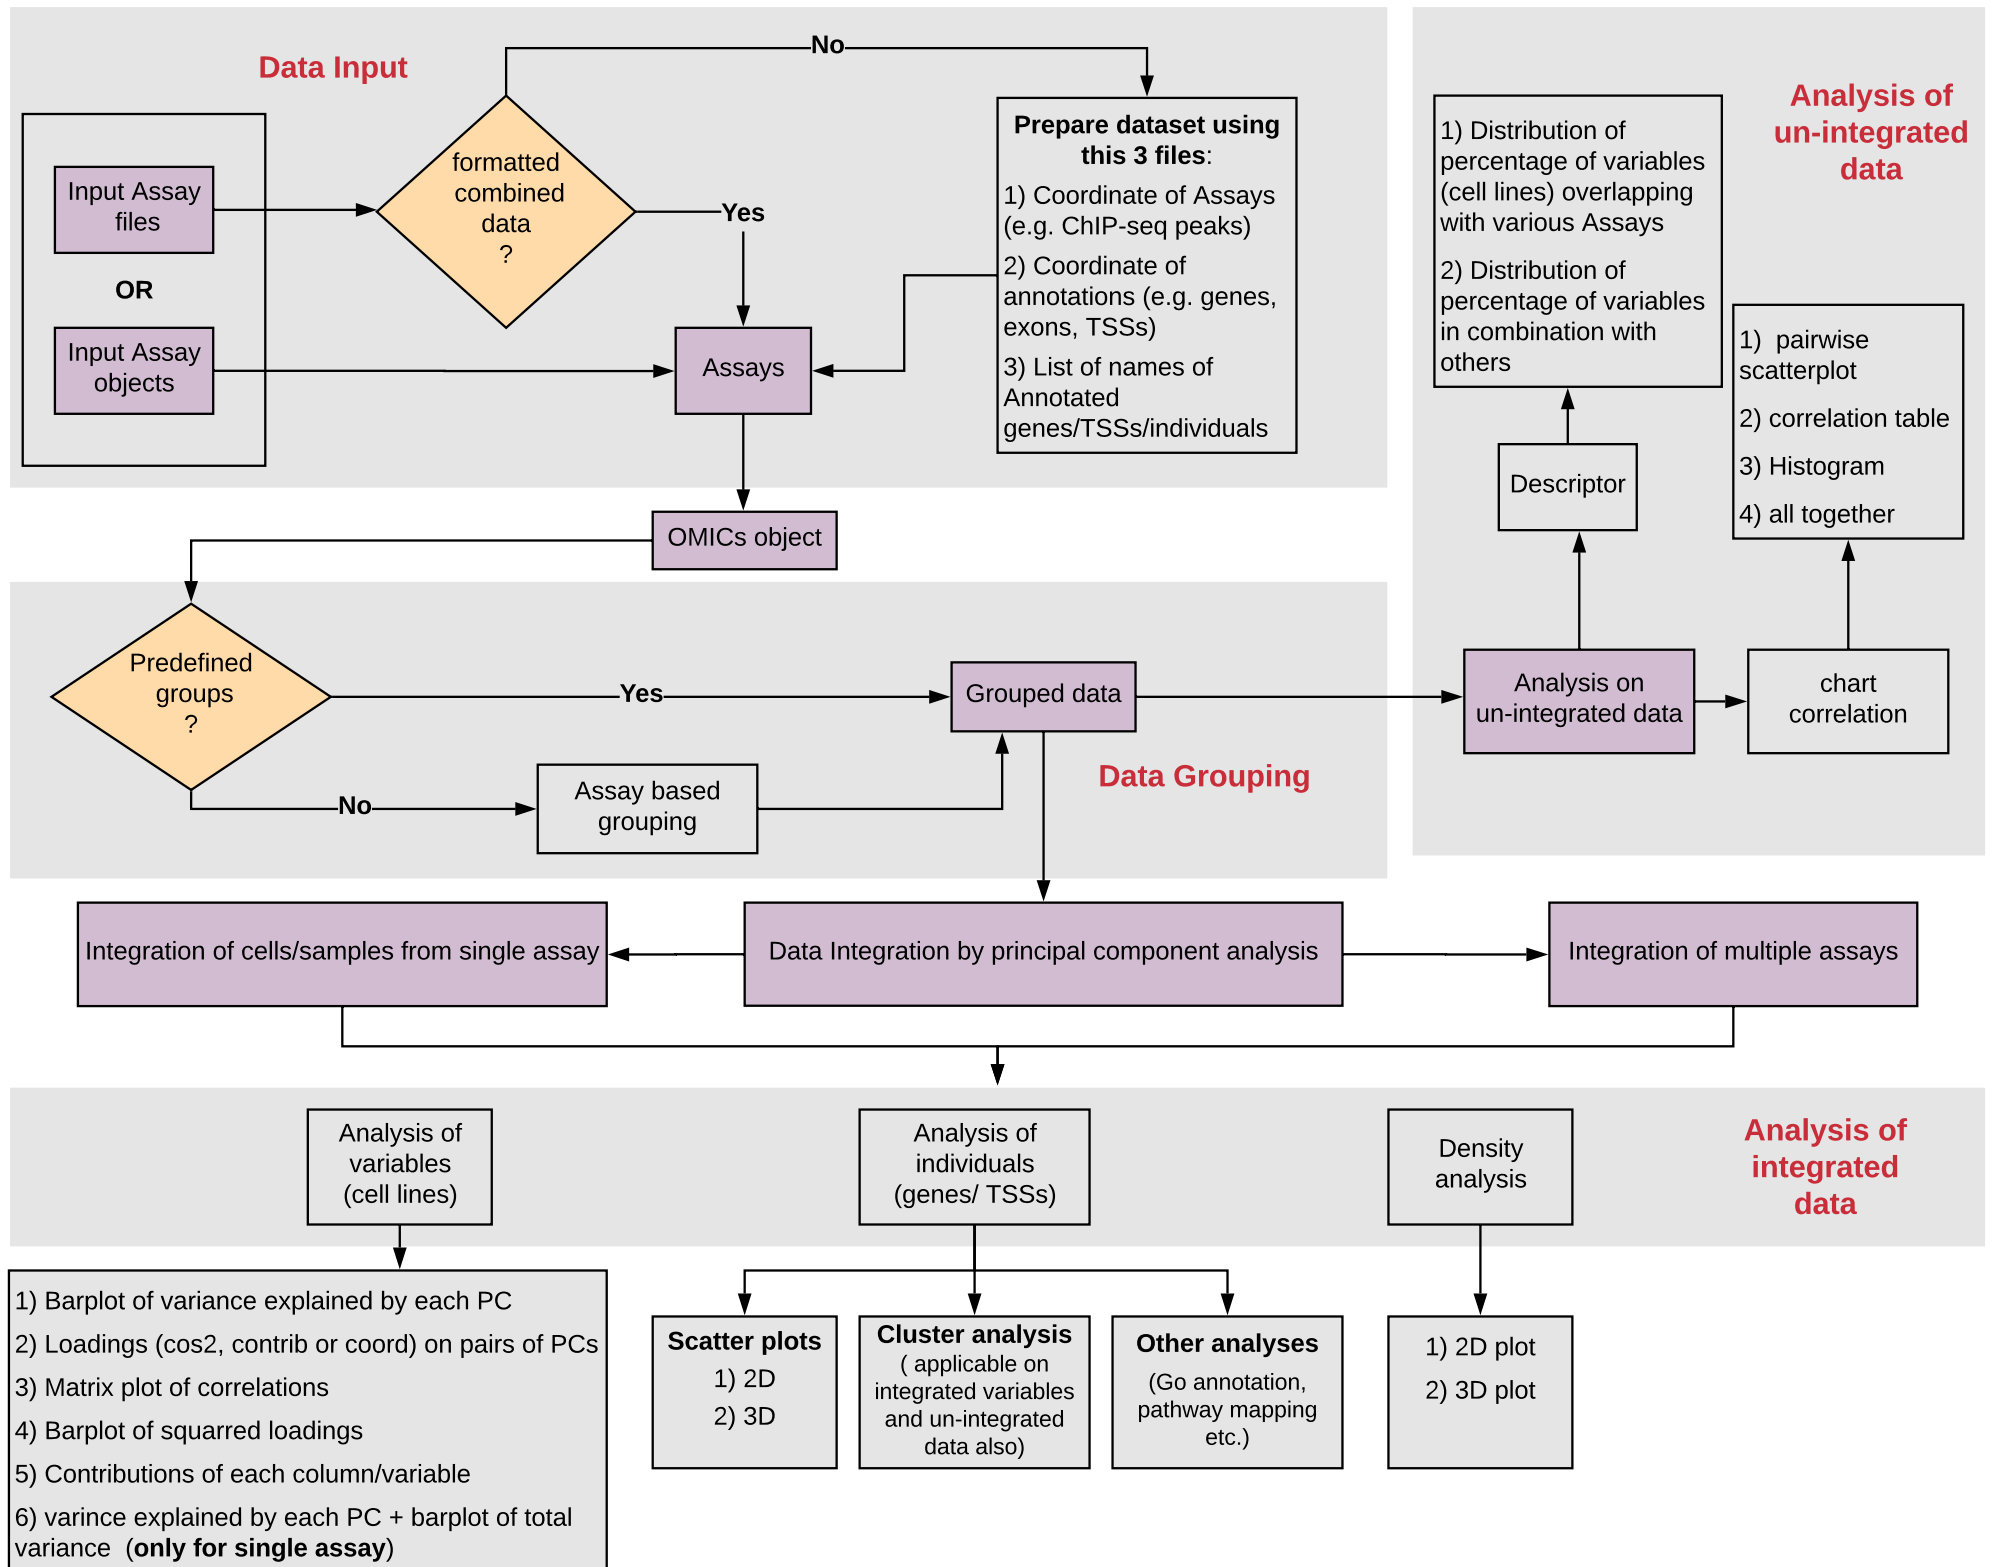 Data Input
No
Input Assay
files
OR
Input Assay
objects
formatted
combined
data
?
Yes
Assays
Prepare dataset using
this 3 files:
1) Coordinate of Assays
(e.g. ChIP-seq peaks)
2) Coordinate of
annotations (e.g. genes,
exons, TSSs)
3) List of names of
Annotated
genes/TSSs/individuals
OMICs object
Predefined
groups
?
Yes
Grouped data
No
Assay based
grouping
Data Grouping
Analysis of
un-integrated
data
1) Distribution of
percentage of variables
(cell lines) overlapping
with various Assays
2) Distribution of
percentage of variables
in combination with
others
1)  pairwise
scatterplot
2) correlation table
3) Histogram
4) all together
Descriptor
Analysis on
un-integrated data
chart
correlation
Integration of cells/samples from single assay
Data Integration by principal component analysis
Integration of multiple assays
Analysis of
variables
(cell lines)
Analysis of
individuals
(genes/ TSSs)
Density
analysis
Analysis of
integrated
data
1) Barplot of variance explained by each PC
2) Loadings (cos2, contrib or coord) on pairs of PCs
3) Matrix plot of correlations
4) Barplot of squarred loadings
5) Contributions of each column/variable
6) varince explained by each PC + barplot of total
variance  (only for single assay)
Scatter plots
1) 2D
2) 3D
Cluster analysis
( applicable on
integrated variables
and un-integrated
data also)
Other analyses
(Go annotation,
pathway mapping
etc.)
1) 2D plot
2) 3D plot